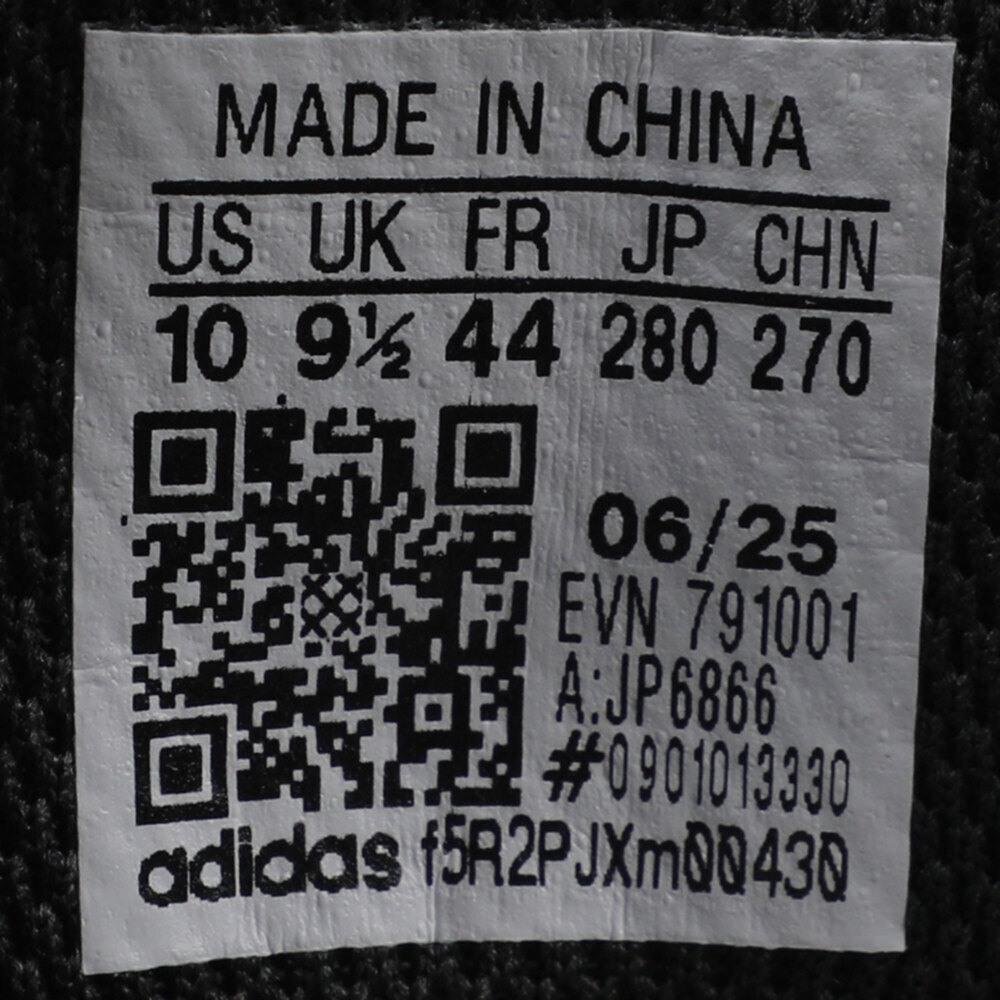 MADE IN CHINA
US UK FR JP CHN
10 9½ 44 280 270
06/25
EVN 791001
A:JP6866
#0901013330
adidas f5R2PJXm00430